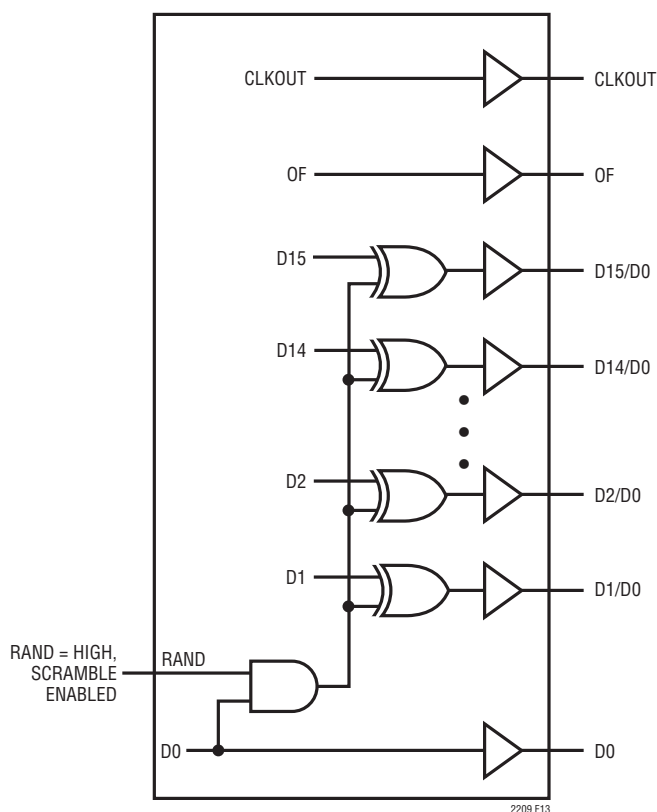 CLKOUT CLKOUT
OF OF
D15 D15/D0
D14 D14/D0
D2 D2/D0
D1 D1/D0
RAND = HIGH,
SCRAMBLE
ENABLED
RAND
D0 D0
2209 F13